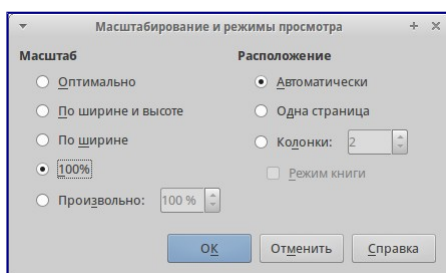 Масштабирование и режимы просмотра
Масштаб
Оптимально
По ширине и высоте
По ширине
100%
Произвольно: 100 %
Расположение
Автоматически
Одна страница
Колонки: 2
Режим книги
ОК
Отменить
Справка